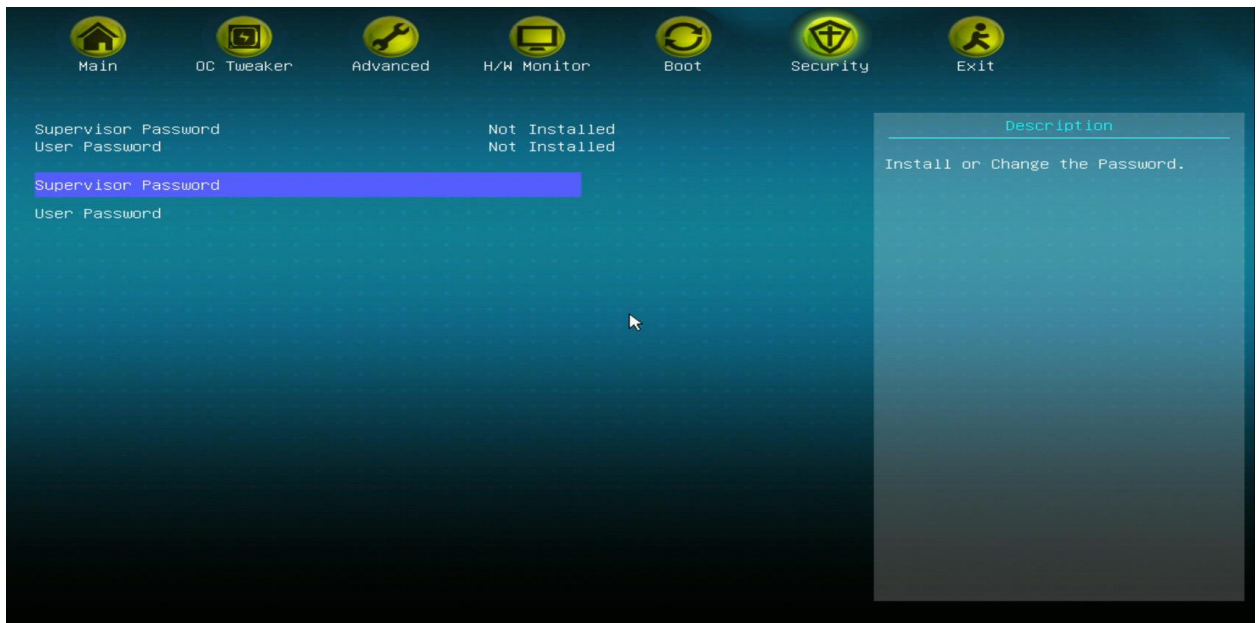 Main OC Tweaker Advanced H/W Monitor Boot Security Exit
Supervisor Password Not Installed
User Password Not Installed
Supervisor Password
User Password
Description
Install or Change the Password.